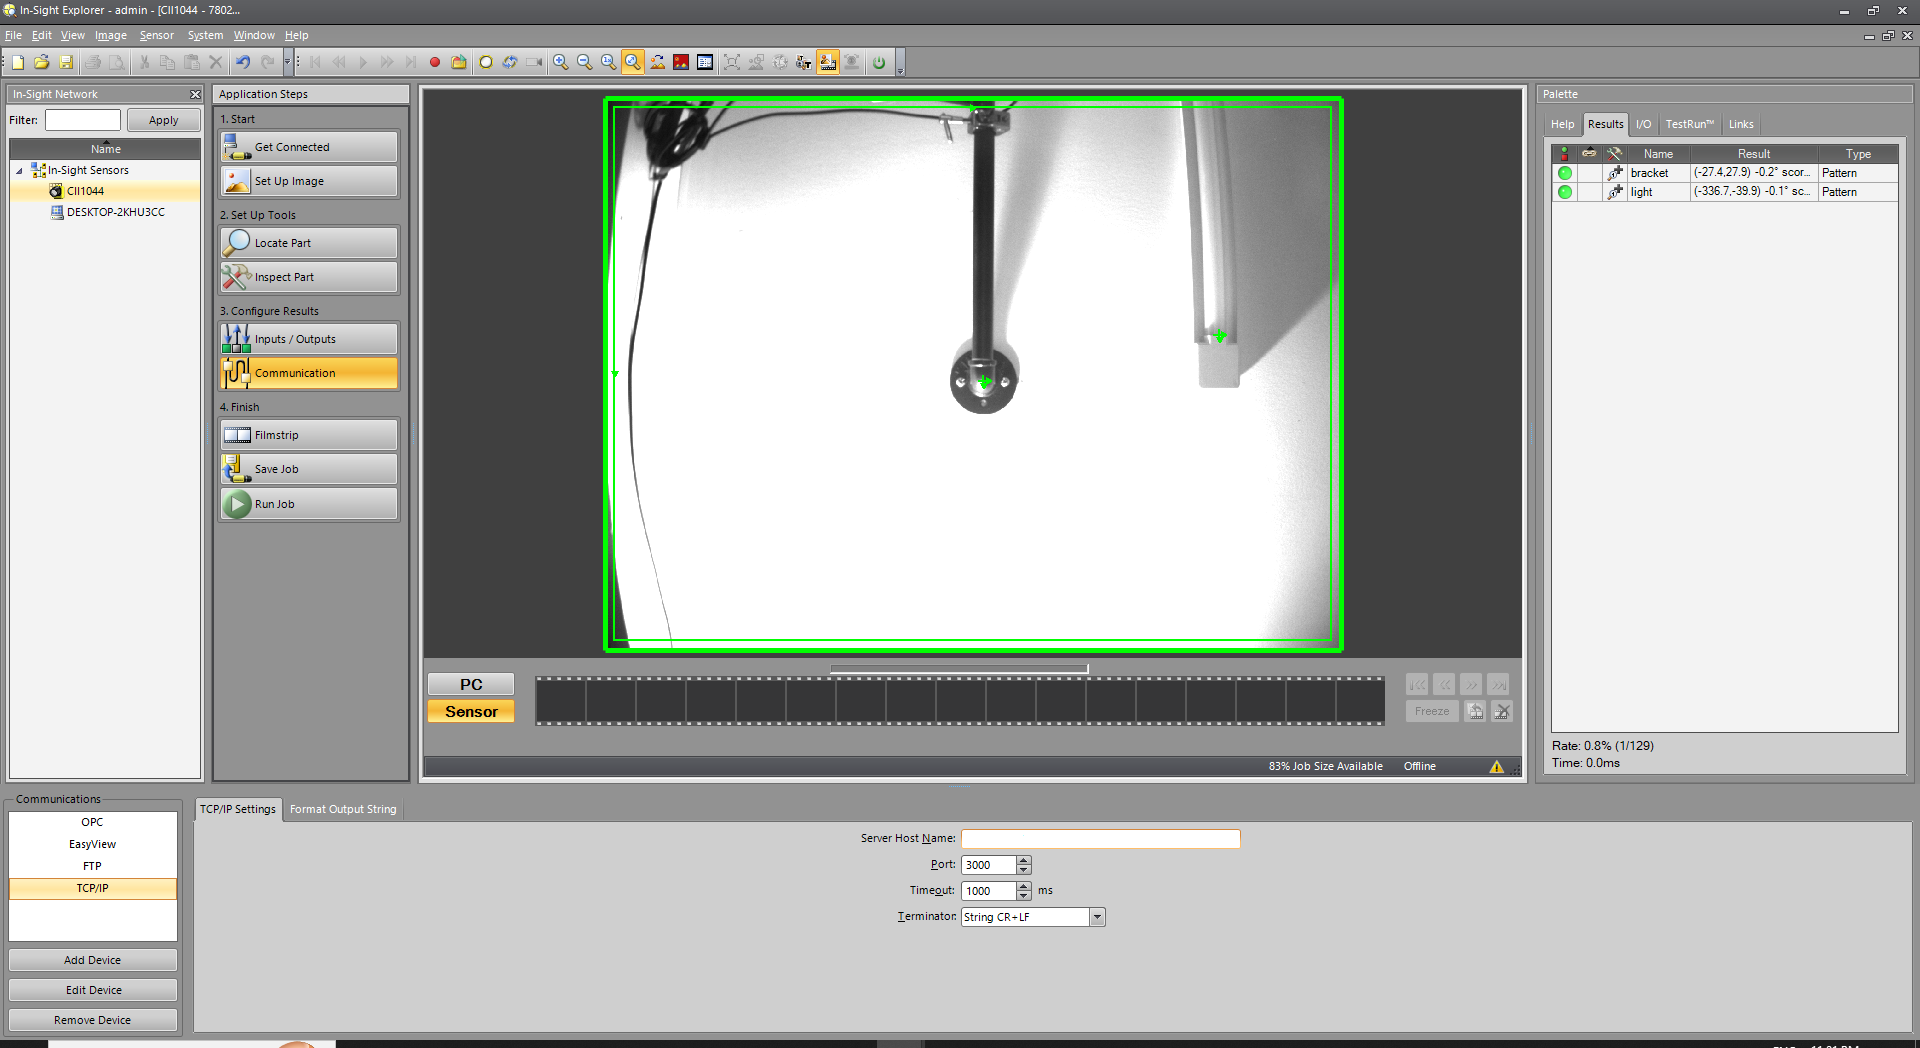 In-Sight Explorer - admin - [CII1044 - 7802...
File Edit View Image Sensor System Window Help
In-Sight Network
Filter:
Apply
Name
In-Sight Sensors
CII1044
DESKTOP-2KHU3CC
Application Steps
1. Start
Get Connected
Set Up Image
2. Set Up Tools
Locate Part
Inspect Part
3. Configure Results
Inputs / Outputs
Communication
4. Finish
Filmstrip
Save Job
Run Job
PC
Sensor
Freeze
83% Job Size Available Offline
Palette
Help Results I/O TestRun™ Links
Name Result Type
bracket (-27.4,27.9) -0.2° scor... Pattern
light (-336.7,-39.9) -0.1° sc... Pattern
Rate: 0.8% (1/129)
Time: 0.0ms
Communications
OPC
EasyView
FTP
TCP/IP
Add Device
Edit Device
Remove Device
TCP/IP Settings Format Output String
Server Host Name:
Port: 3000
Timeout: 1000 ms
Terminator: String CR+LF